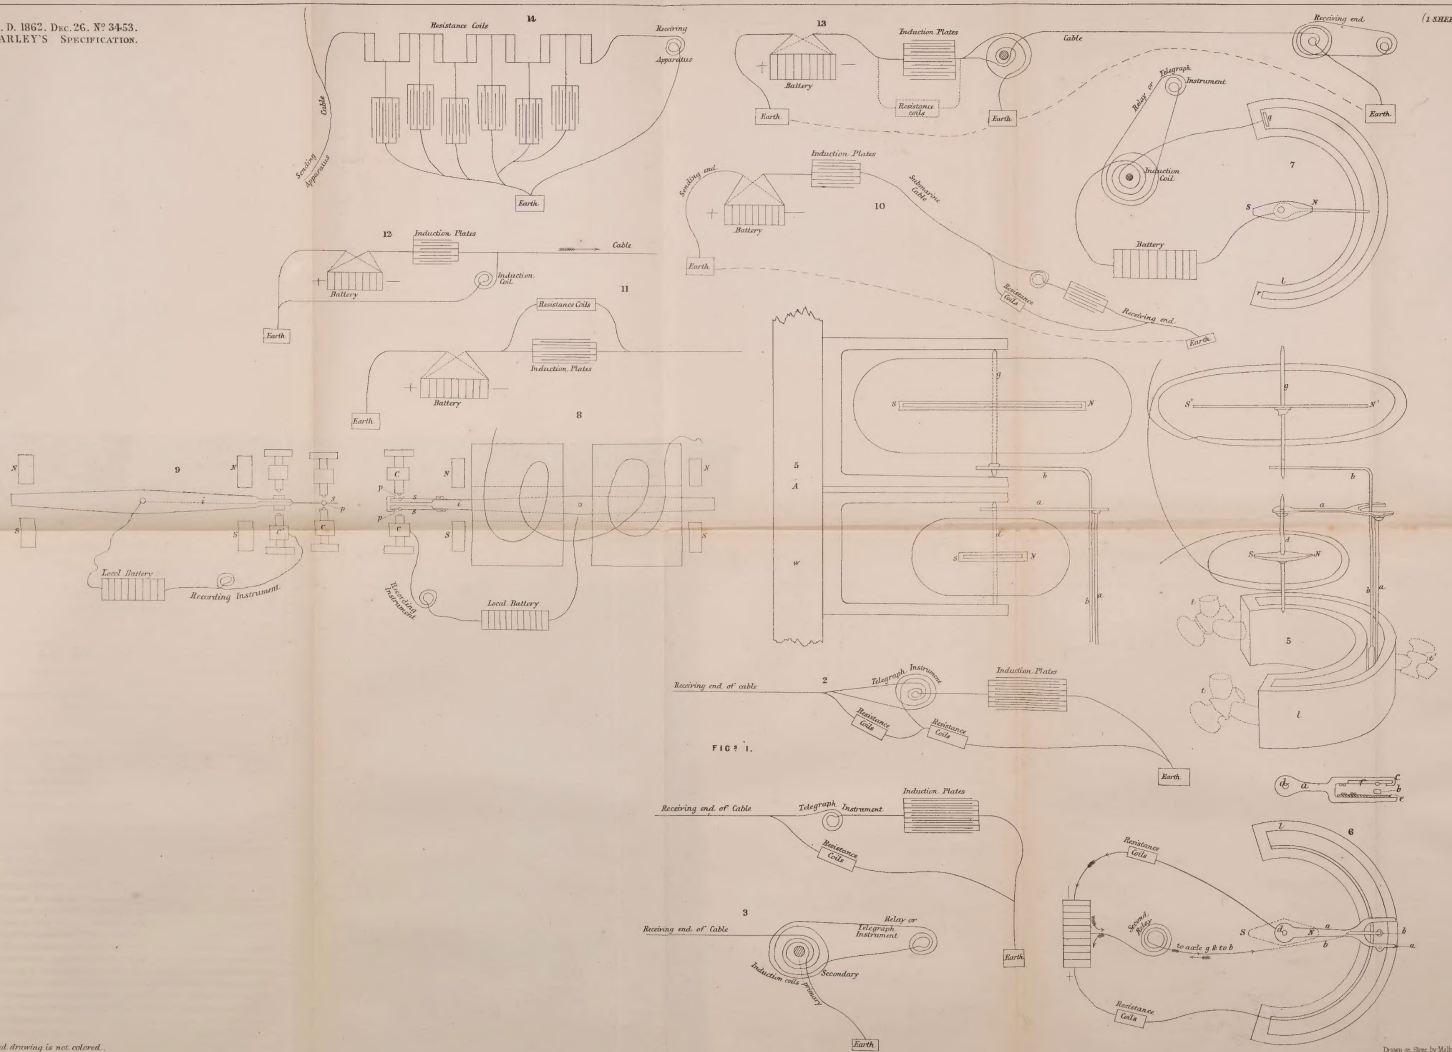 . D. 1862. DEC. 26. Nº 3453.
ARLEY'S SPECIFICATION.
14
Resistance Coils
Receiving
Apparatus
Cable
Sending
Apparatus
Earth
13
Induction Plates
Battery
+
—
Resistance
coils
Earth
Cable
Earth
Receiving end
Earth
(1 SHEE
7
Relay or
Telegraph
Instrument
Induction
Coil
Battery
g
S
N
l
r
12
Induction Plates
Cable
+
Battery
—
Induction
Coil
Earth
10
Sending end
Induction Plates
Submarine
Cable
+
Battery
—
Earth
Resistance
Coils
Receiving end.
Earth
11
Resistance Coils
Induction Plates
+
Battery
—
Earth
9
N
S
i
N
S
C
s
p
C
Local Battery
Recording Instrument
8
C
p
s
i
p
s
C
N
S
N
S
Recording
Instrument
Local Battery
5
A
w
g
S
N
b
a
d
S
N
b
a
g
S'
N'
b
a
d
S
N
b
a
t
t
t'
5
l
2
Receiving end of cable
Telegraph Instrument
Induction Plates
Resistance
Coils
Resistance
Coils
Earth
FIG? 1.
Receiving end of Cable
Telegraph Instrument
Induction Plates
Resistance
Coils
Earth
3
Receiving end of Cable
Relay or
Telegraph
Instrument
Secondary
Induction coils primary
Earth
d
a
f
f
b
e
6
l
Resistance
Coils
Second.
Relay
to axle g & to b
S
d
N
a
b
b
a
+
Resistance
Coils
d drawing is not colored.
Drawn on Stone by Malb